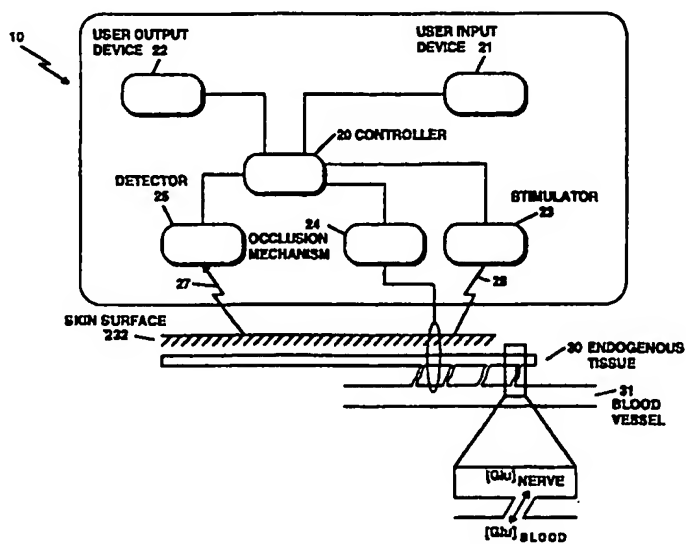 USER OUTPUT
DEVICE 22
USER INPUT
DEVICE 21
10
20 CONTROLLER
DETECTOR
25
STIMULATOR
23
24
OCCLUSION
MECHANISM
27
28
SKIN SURFACE
232
30 ENDOGENOUS
TISSUE
31
BLOOD
VESSEL
[Glu] NERVE
[Glu] BLOOD